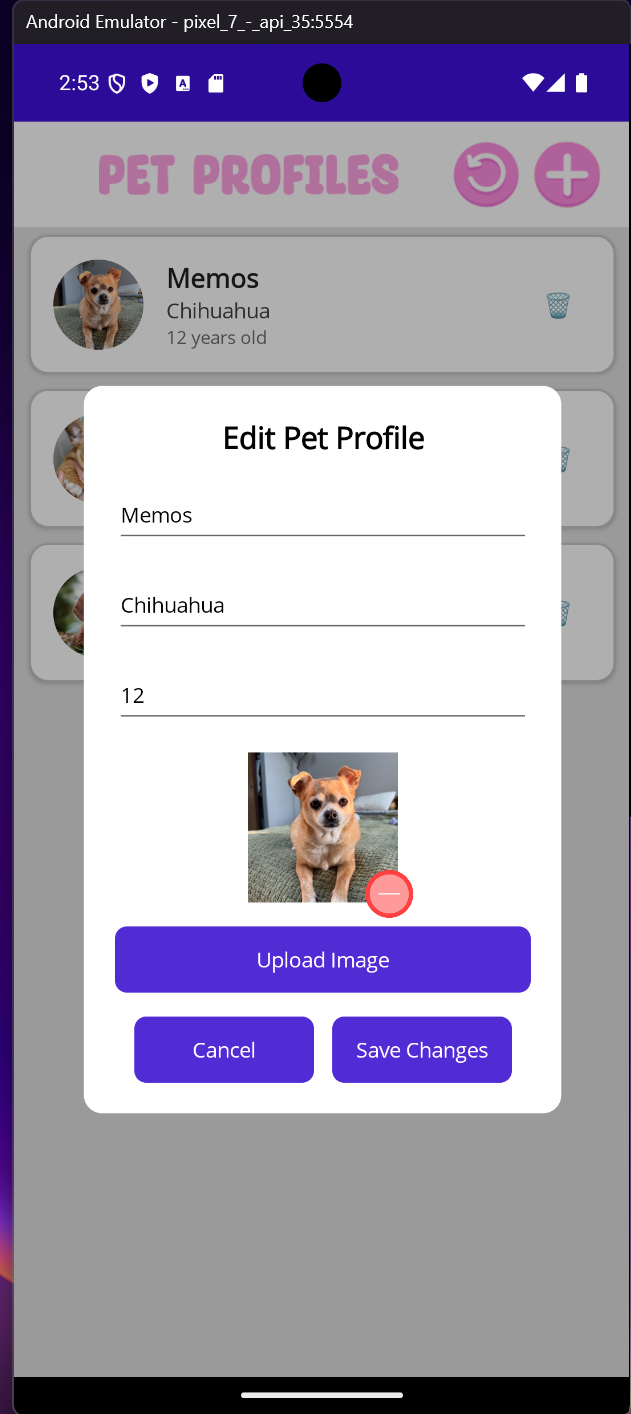 Android Emulator - pixel_7_-_api_35:5554
2:53
PET PROFILES
Memos
Chihuahua
12 years old
Edit Pet Profile
Memos
Chihuahua
12
Upload Image
Cancel
Save Changes